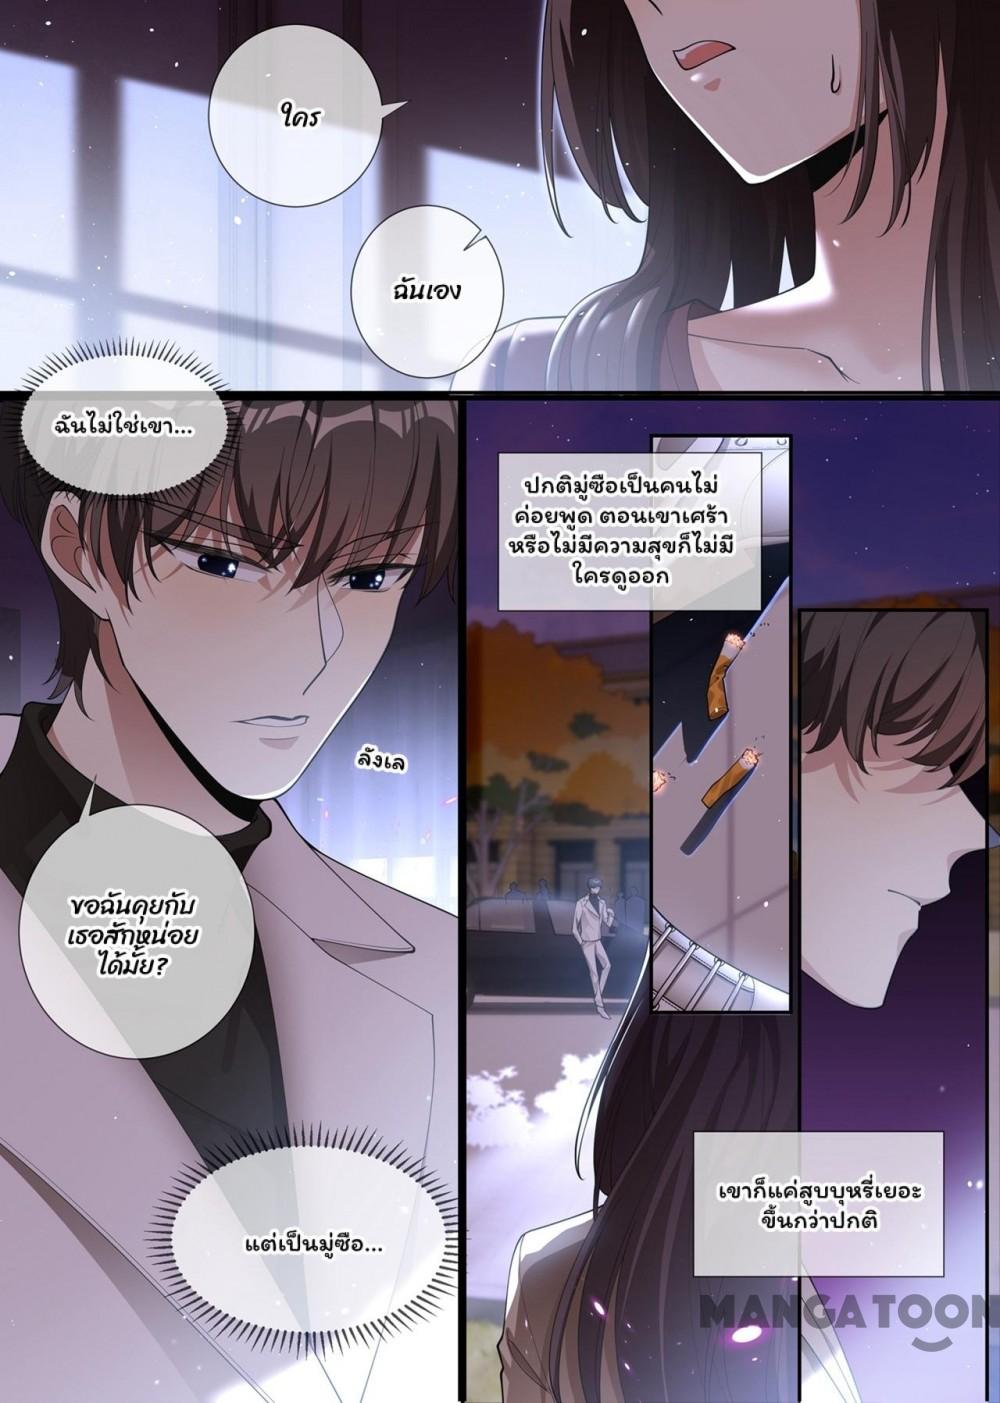 ใคร
ฉันเอง
ฉันไม่ใช่เขา...
ปกติมู่ซือเป็นคนไม่
ค่อยพูด ตอนเขาเศร้า
หรือไม่มีความสุขก็ไม่มี
ใครดูออก
ลังเล
ขอฉันคุยกับ
เธอสักหน่อย
ได้มั้ย?
เขาก็แค่สูบบุหรี่เยอะ
ขึ้นกว่าปกติ
แต่เป็นมู่ซือ...
MANGATOON